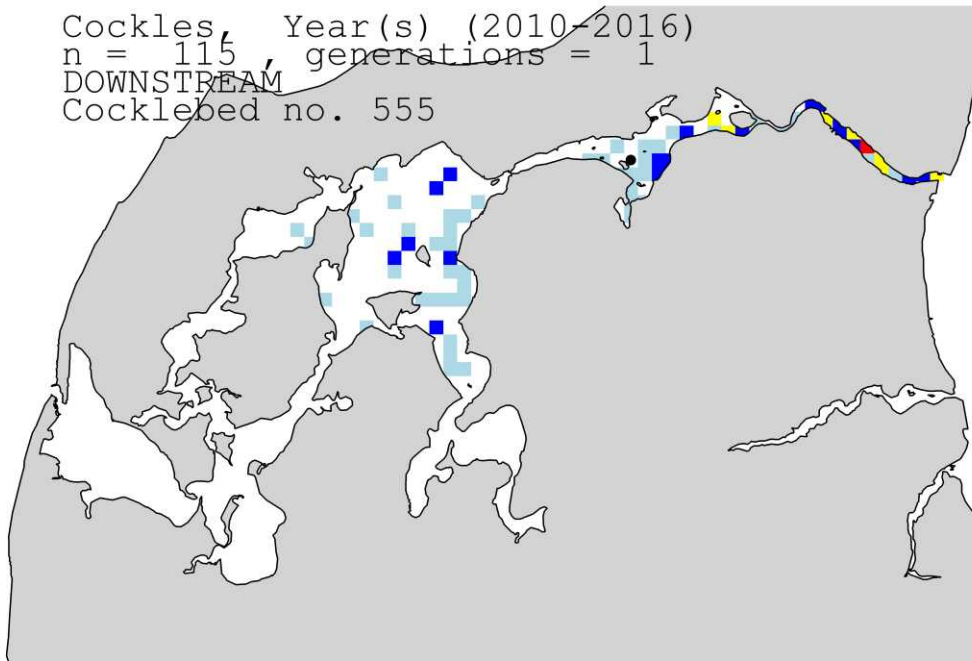 Cockles, Year(s) (2010-2016)
n = 115 , generations = 1
DOWNSTREAM
Cocklebed no. 555